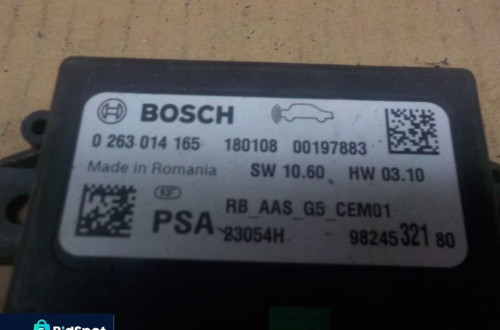 BOSCH
0 263 014 165 180108 00197883
Made in Romania SW 10.60 HW 03.10
RB_AAS_G5_CEM01
PSA 23054H 98245 321 80
BidSpot